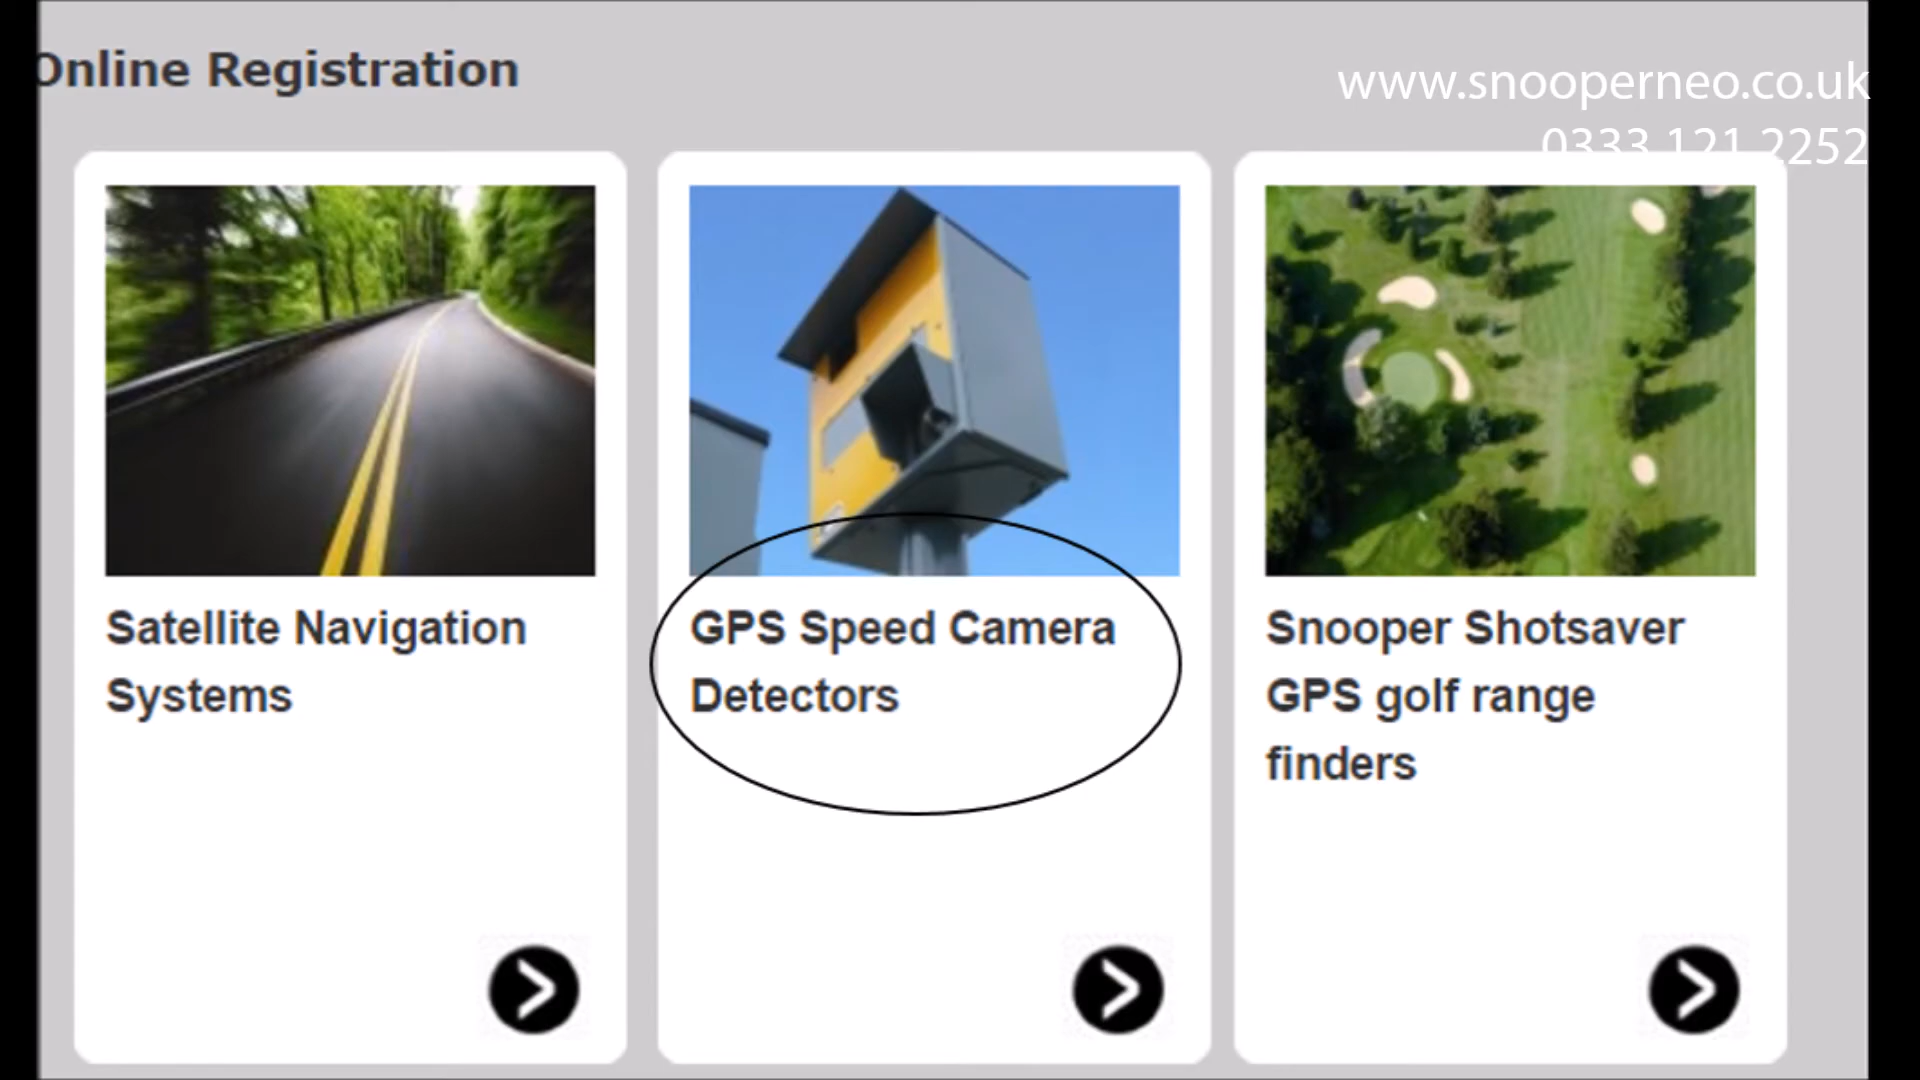 Online Registration
www.snooperneo.co.uk
0333 121 2252
Satellite Navigation
Systems
GPS Speed Camera
Detectors
Snooper Shotsaver
GPS golf range
finders